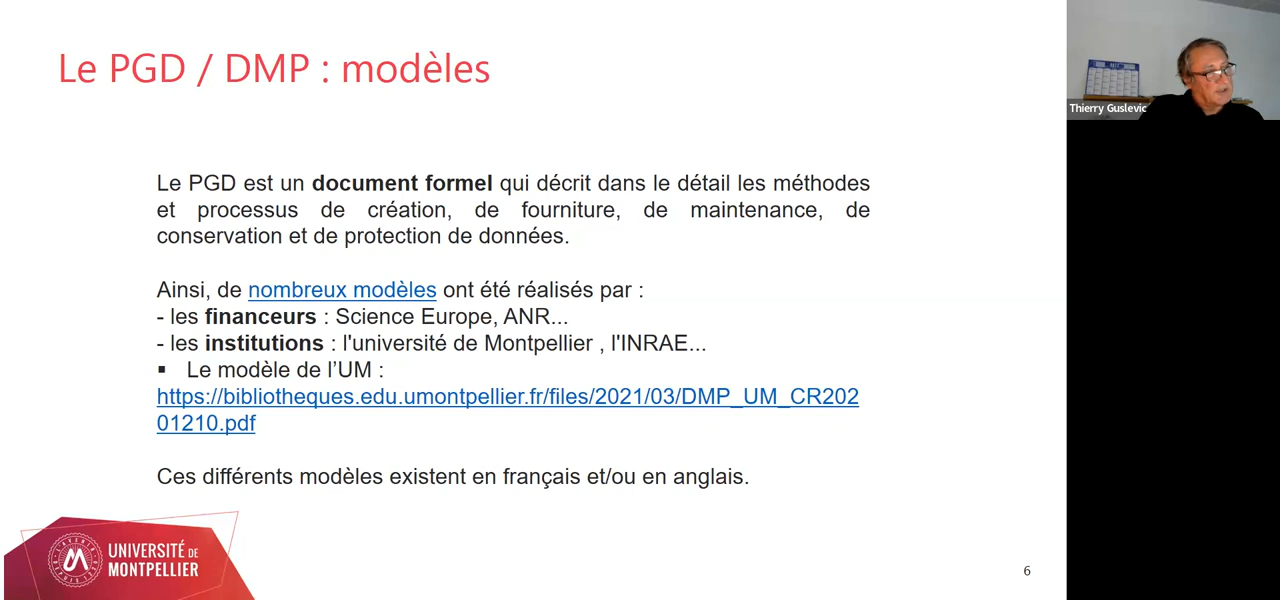 Le PGD / DMP : modèles
Thierry Guslevic
Le PGD est un document formel qui décrit dans le détail les méthodes
et processus de création, de fourniture, de maintenance, de
conservation et de protection de données.
Ainsi, de nombreux modèles ont été réalisés par :
- les financeurs : Science Europe, ANR...
- les institutions : l'université de Montpellier , l'INRAE...
▪ Le modèle de l’UM :
https://bibliotheques.edu.umontpellier.fr/files/2021/03/DMP_UM_CR202
01210.pdf
Ces différents modèles existent en français et/ou en anglais.
UNIVERSITÉ DE
MONTPELLIER
6